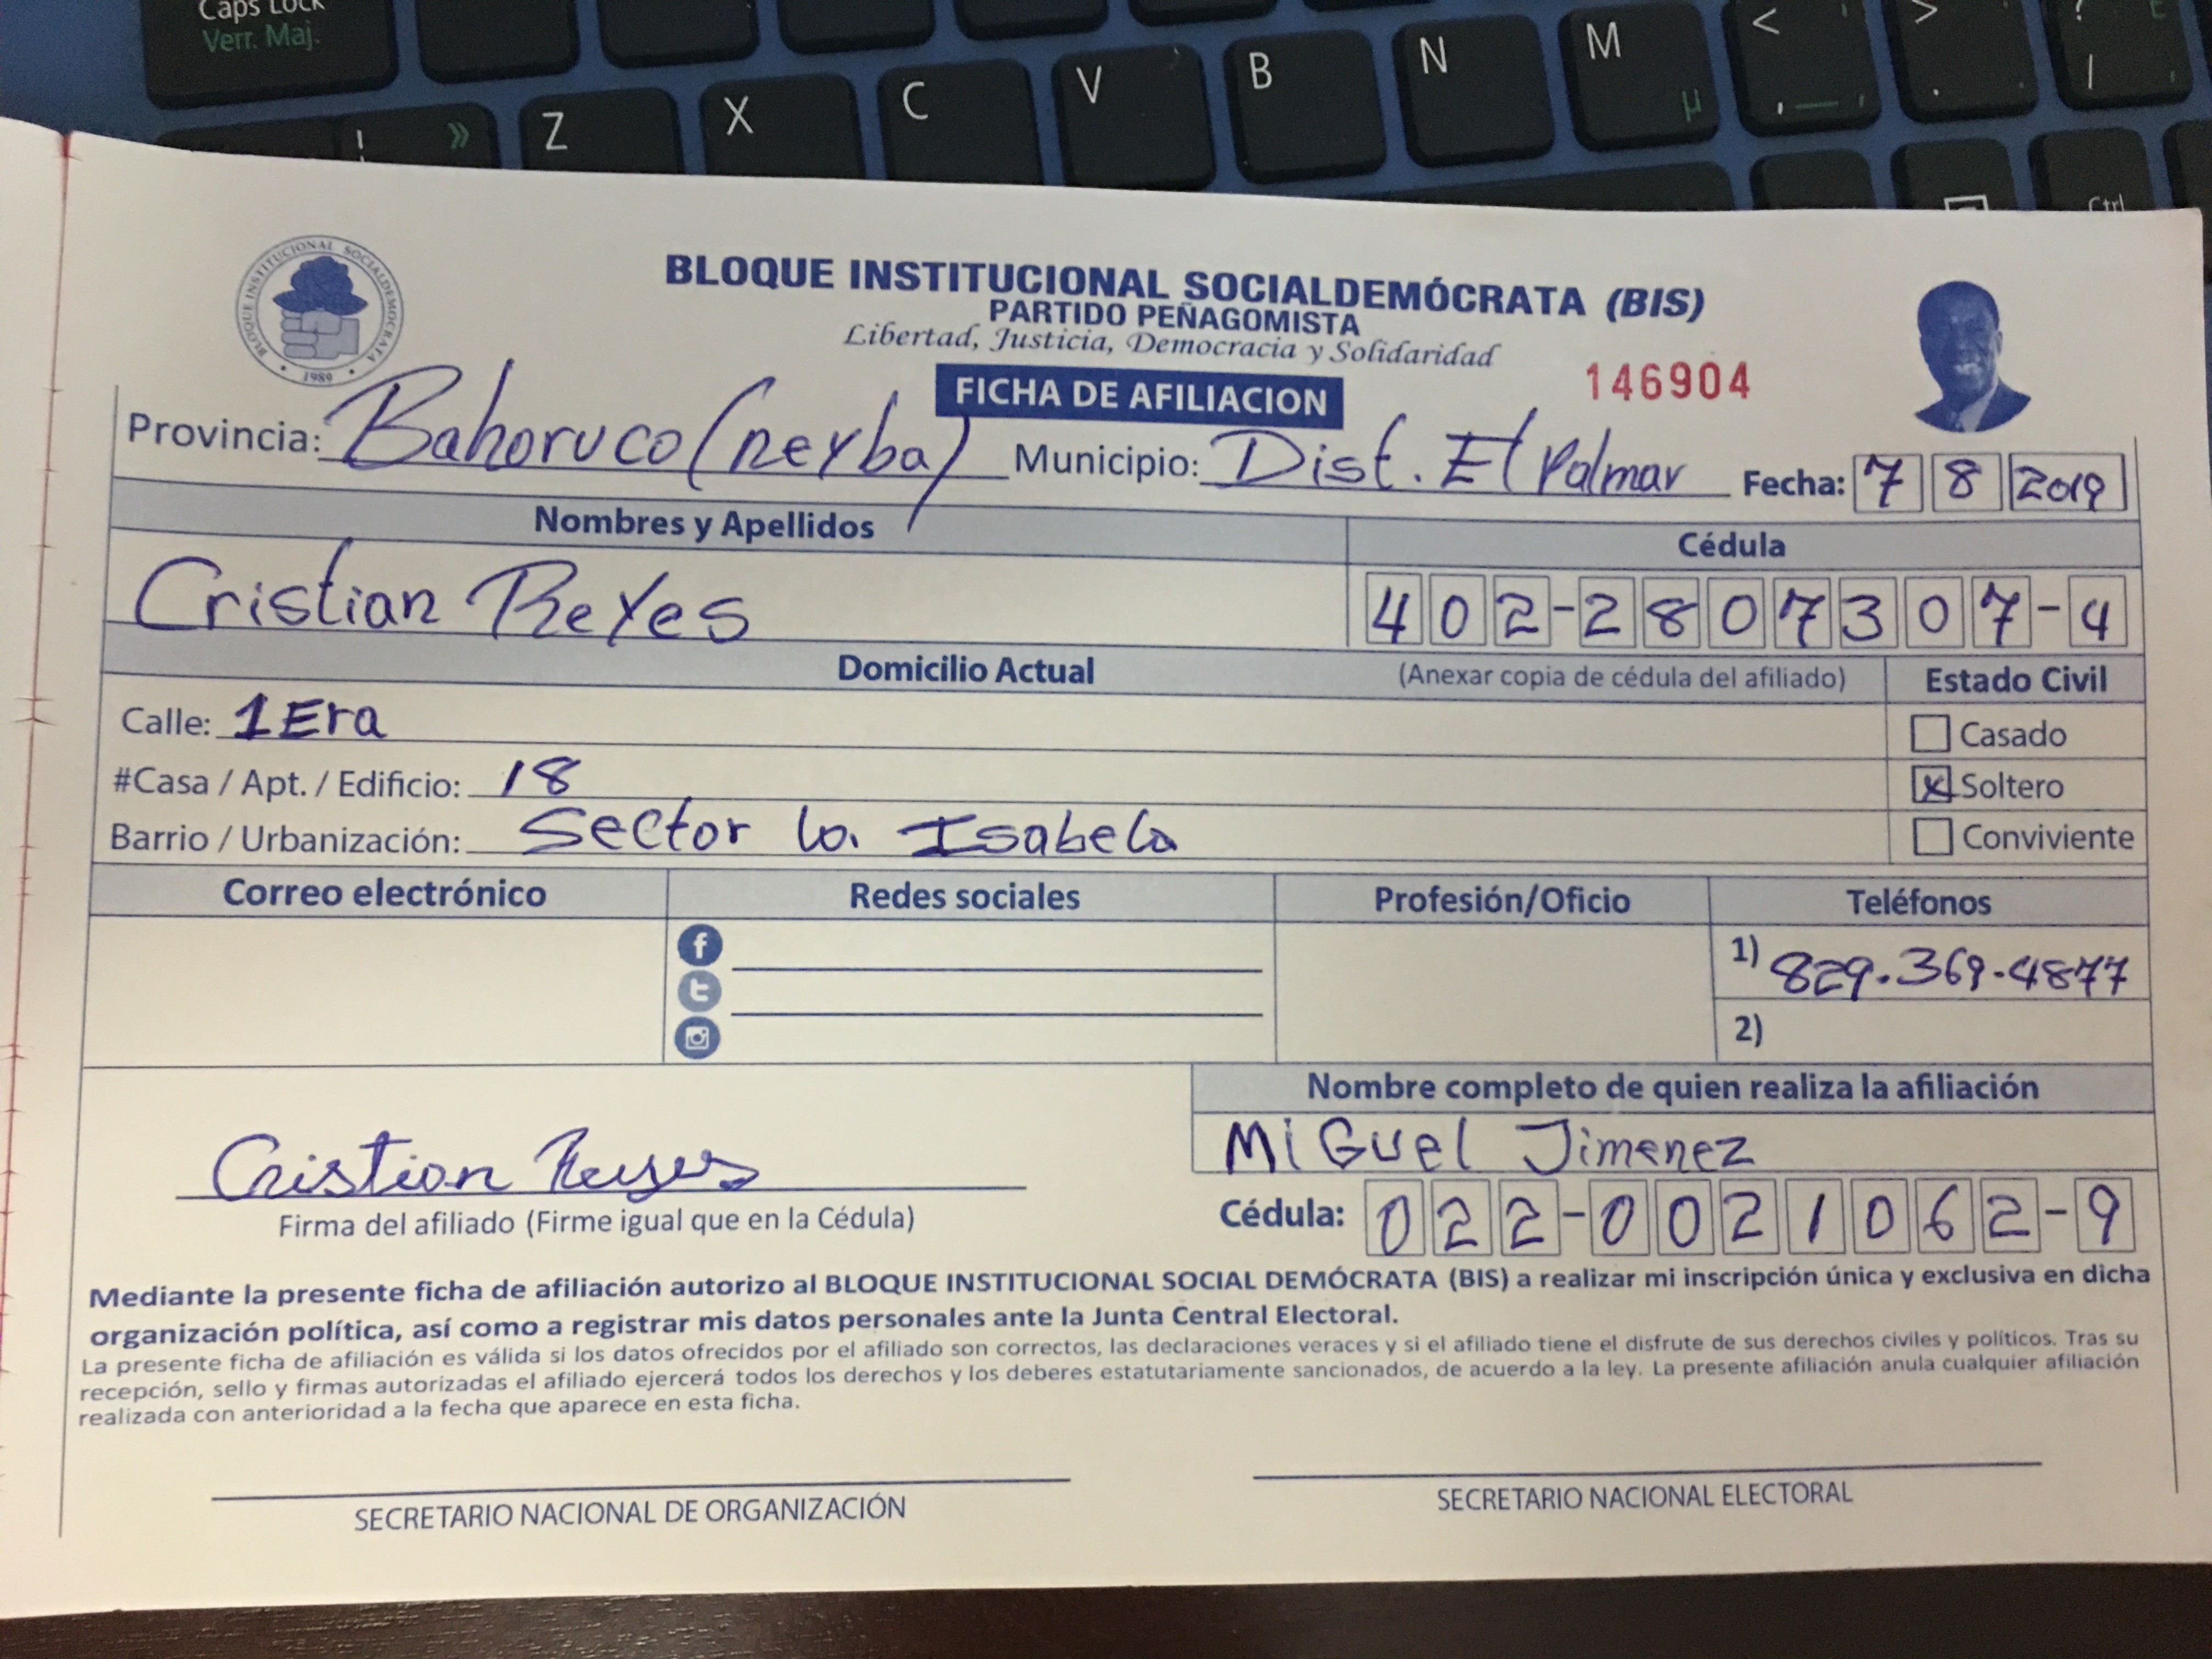 Caps Lock
Verr. Maj.
Z X C V B N M µ < , > . ? /
Ctrl
BLOQUE INSTITUCIONAL SOCIALDEMÓCRATA
1989
BLOQUE INSTITUCIONAL SOCIALDEMÓCRATA (BIS)
PARTIDO PEÑAGOMISTA
Libertad, Justicia, Democracia y Solidaridad
FICHA DE AFILIACION
146904
Provincia: Bahoruco (neyba) Municipio: Dist. El Palmar Fecha: 7 8 2019
Nombres y Apellidos Cédula
Cristian Reyes 402-2807307-4
Domicilio Actual (Anexar copia de cédula del afiliado) Estado Civil
Calle: 1Era Casado
#Casa / Apt. / Edificio: 18 X Soltero
Barrio / Urbanización: Sector la Isabela Conviviente
Correo electrónico Redes sociales Profesión/Oficio Teléfonos
1) 829.369-4877
2)
Nombre completo de quien realiza la afiliación
MiGuel Jimenez
Cristian Reyes
Firma del afiliado (Firme igual que en la Cédula) Cédula: 022-0021062-9
Mediante la presente ficha de afiliación autorizo al BLOQUE INSTITUCIONAL SOCIAL DEMÓCRATA (BIS) a realizar mi inscripción única y exclusiva en dicha
organización política, así como a registrar mis datos personales ante la Junta Central Electoral.
La presente ficha de afiliación es válida si los datos ofrecidos por el afiliado son correctos, las declaraciones veraces y si el afiliado tiene el disfrute de sus derechos civiles y políticos. Tras su
recepción, sello y firmas autorizadas el afiliado ejercerá todos los derechos y los deberes estatutariamente sancionados, de acuerdo a la ley. La presente afiliación anula cualquier afiliación
realizada con anterioridad a la fecha que aparece en esta ficha.
SECRETARIO NACIONAL DE ORGANIZACIÓN SECRETARIO NACIONAL ELECTORAL